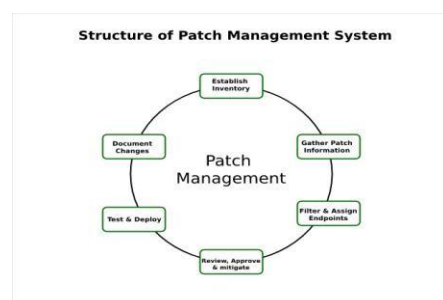 Structure of Patch Management System
Establish
Inventory
Gather Patch
Information
Filter & Assign
Endpoints
Review, Approve
& mitigate
Test & Deploy
Document
Changes
Patch
Management